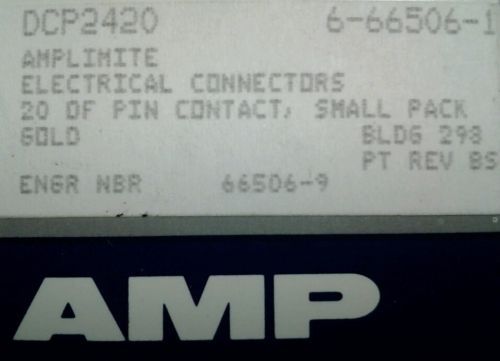 DCP2420 6-66506-1
AMPLIMITE
ELECTRICAL CONNECTORS
20 OF PIN CONTACT, SMALL PACK
GOLD BLDG 298
PT REV BS
ENGR NBR 66506-9
AMP